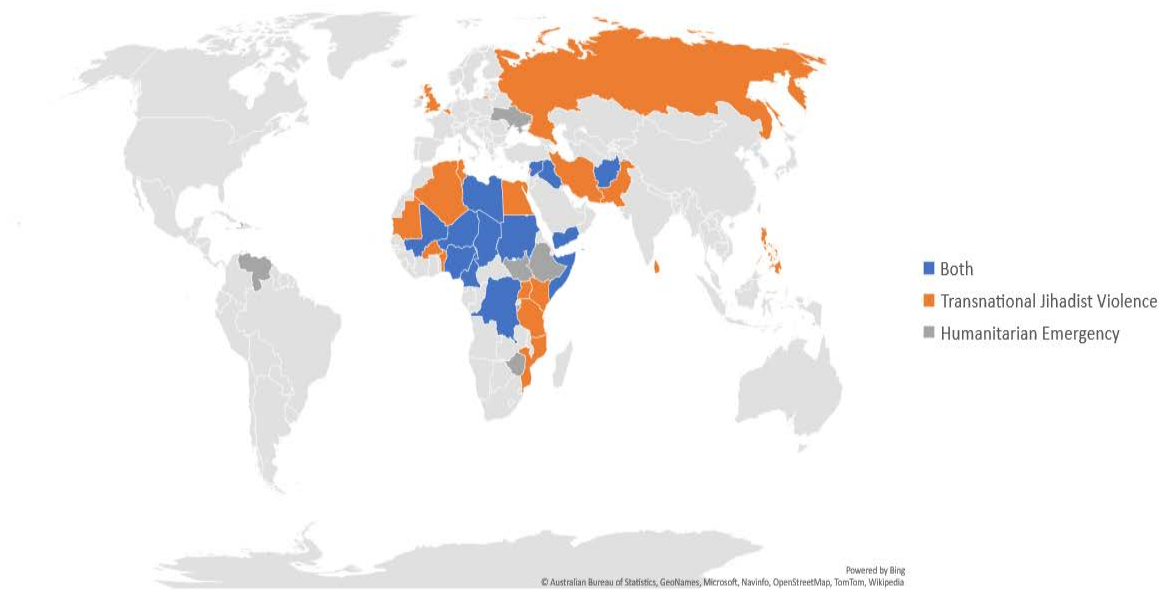 Both
Transnational Jihadist Violence
Humanitarian Emergency
Powered by Bing
© Australian Bureau of Statistics, GeoNames, Microsoft, Navinfo, OpenStreetMap, TomTom, Wikipedia